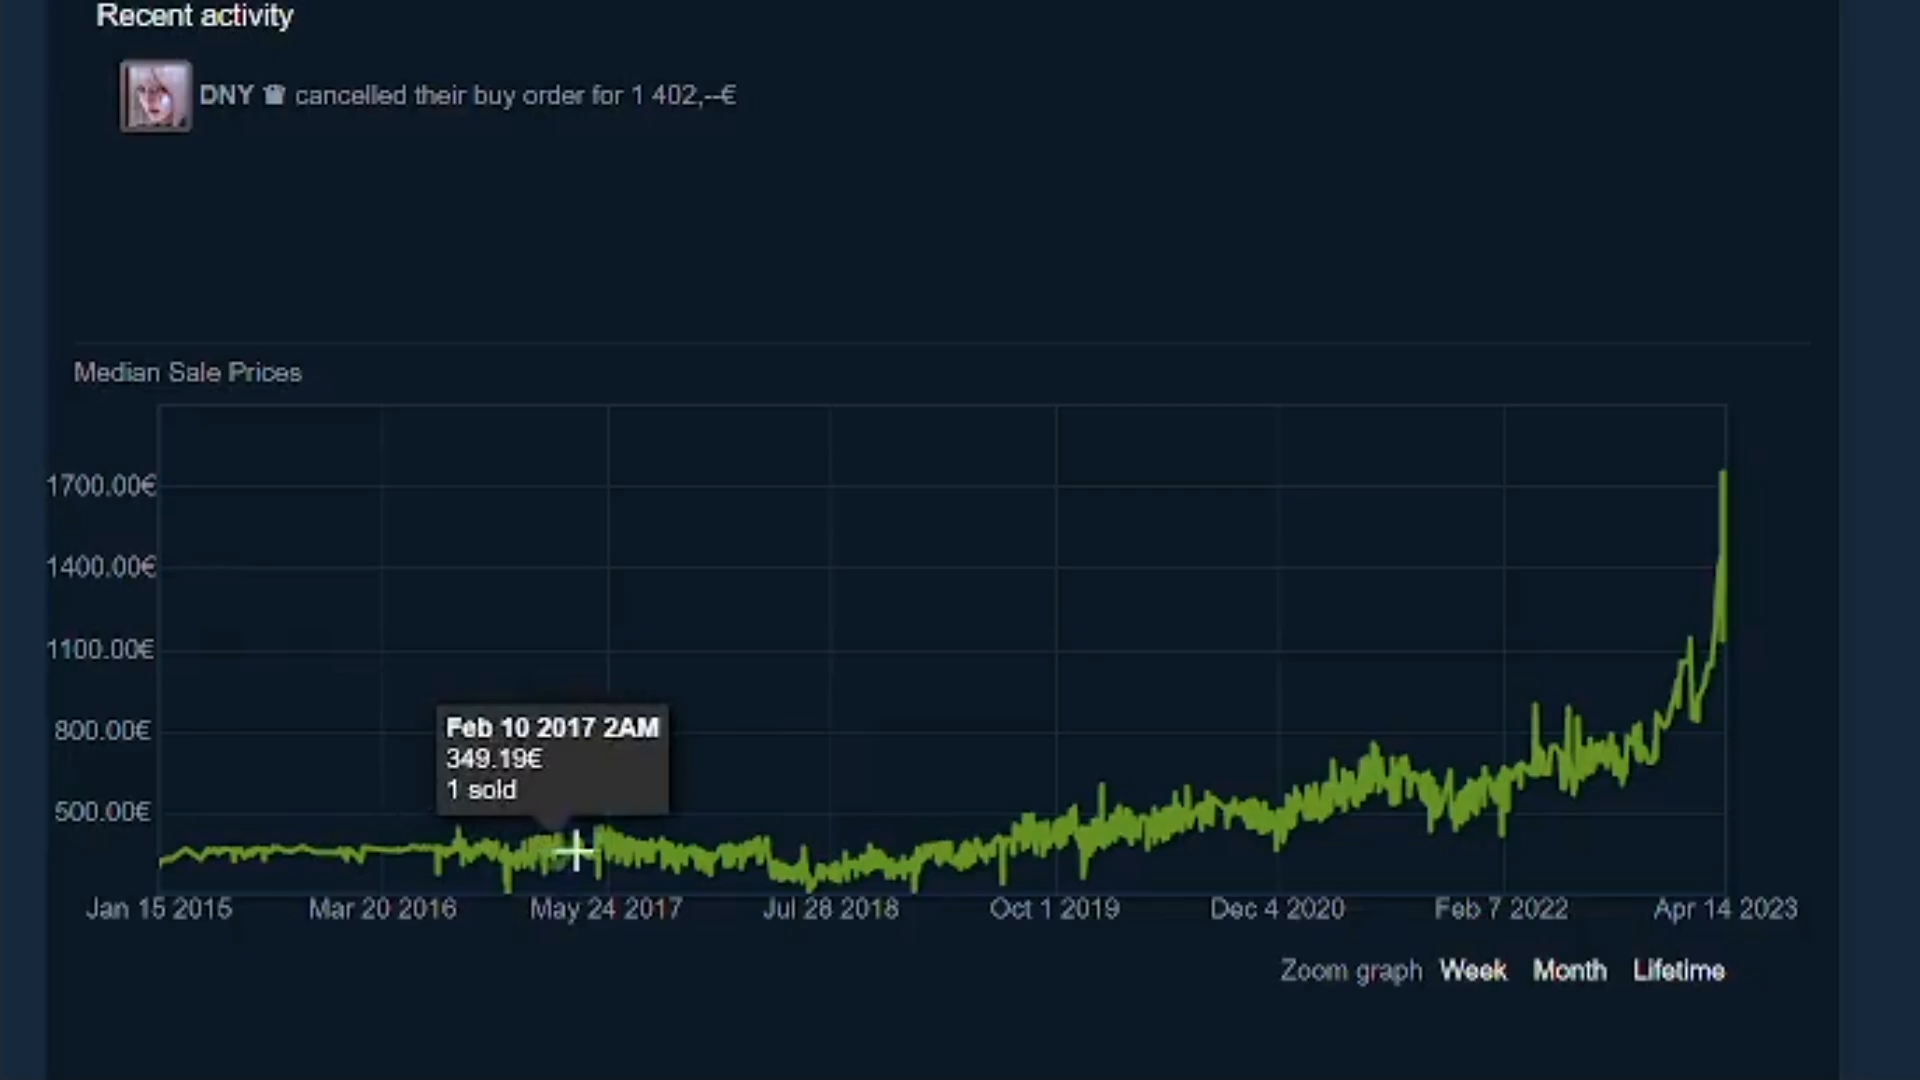 Recent activity
DNY ♛ cancelled their buy order for 1 402,--€
Median Sale Prices
1700.00€
1400.00€
1100.00€
800.00€
500.00€
Feb 10 2017 2AM
349.19€
1 sold
Jan 15 2015 Mar 20 2016 May 24 2017 Jul 28 2018 Oct 1 2019 Dec 4 2020 Feb 7 2022 Apr 14 2023
Zoom graph Week Month Lifetime